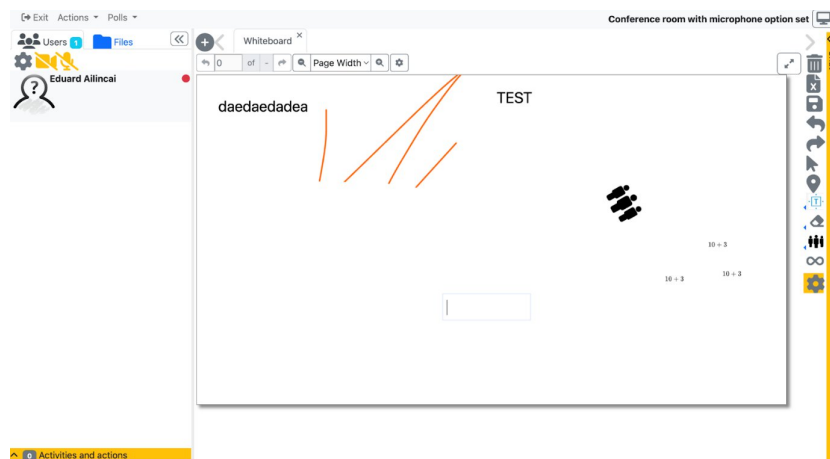 Exit Actions Polls
Conference room with microphone option set
Users 1 Files
Whiteboard ×
0 of - Page Width
Eduard Ailincai
daedaedadea
TEST
10 ÷ 3
10 ÷ 3
10 ÷ 3
T
0 Activities and actions